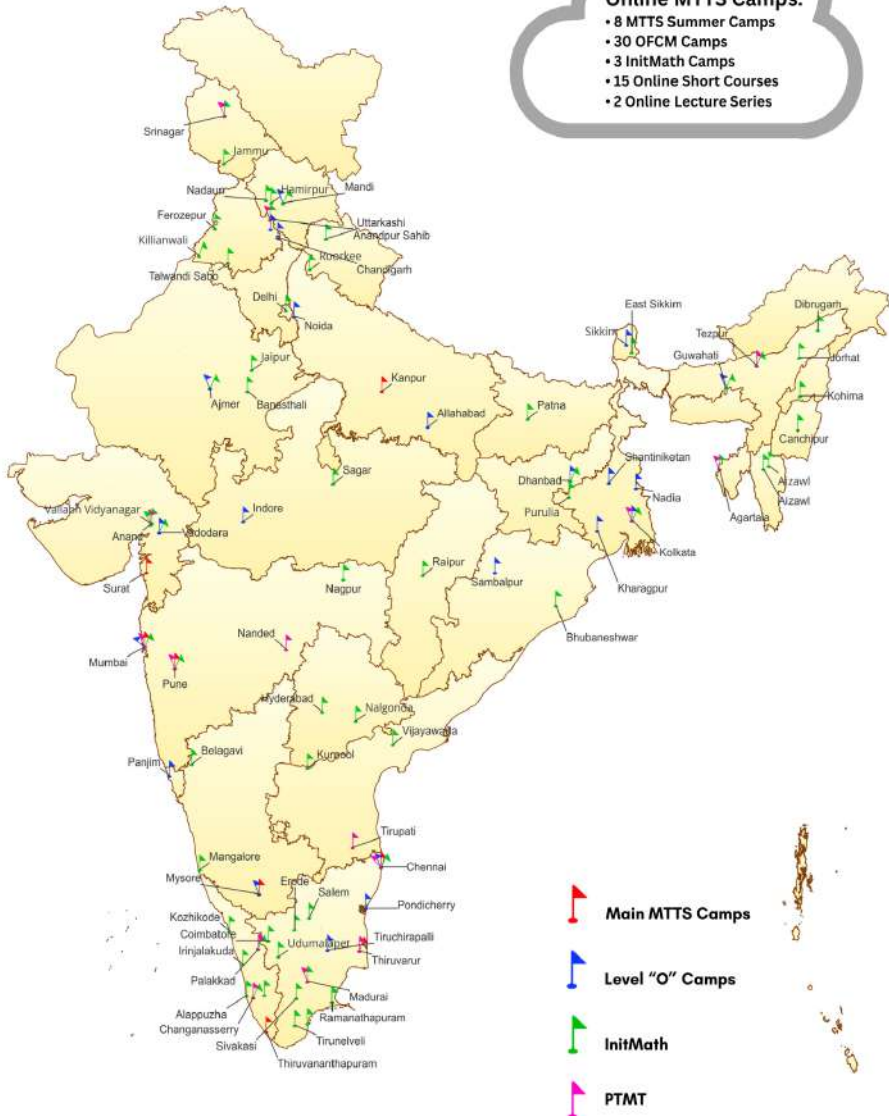 Online MTTS Camps:
• 8 MTTS Summer Camps
• 30 OFCM Camps
• 3 InitMath Camps
• 15 Online Short Courses
• 2 Online Lecture Series
Srinagar
Jammu
Nadaun
Hamirpur
Mandi
Ferozepur
Uttarkashi
Anandpur Sahib
Killianwali
Roorkee
Chandigarh
Talwandi Sabo
Delhi
Noida
East Sikkim
Dibrugarh
Sikkim
Tezpur
Guwahati
Jorhat
Jaipur
Kanpur
Kohima
Ajmer
Banasthali
Allahabad
Patna
Canchipur
Sagar
Shantiniketan
Dhanbad
Aizawl
Nadia
Aizawl
Vallabh Vidyanagar
Indore
Purulia
Agartala
Anand
Vadodara
Kolkata
Surat
Nagpur
Raipur
Sambalpur
Kharagpur
Bhubaneshwar
Nanded
Mumbai
Pune
Hyderabad
Nalgonda
Vijayawada
Belagavi
Kurnool
Panjim
Tirupati
Mangalore
Chennai
Mysore
Erode
Salem
Pondicherry
Main MTTS Camps
Kozhikode
Coimbatore
Tiruchirapalli
Irinjalakuda
Udumalapet
Thiruvarur
Palakkad
Level “O” Camps
Madurai
Alappuzha
Ramanathapuram
Changanasserry
Sivakasi
Tirunelveli
InitMath
Thiruvananthapuram
PTMT